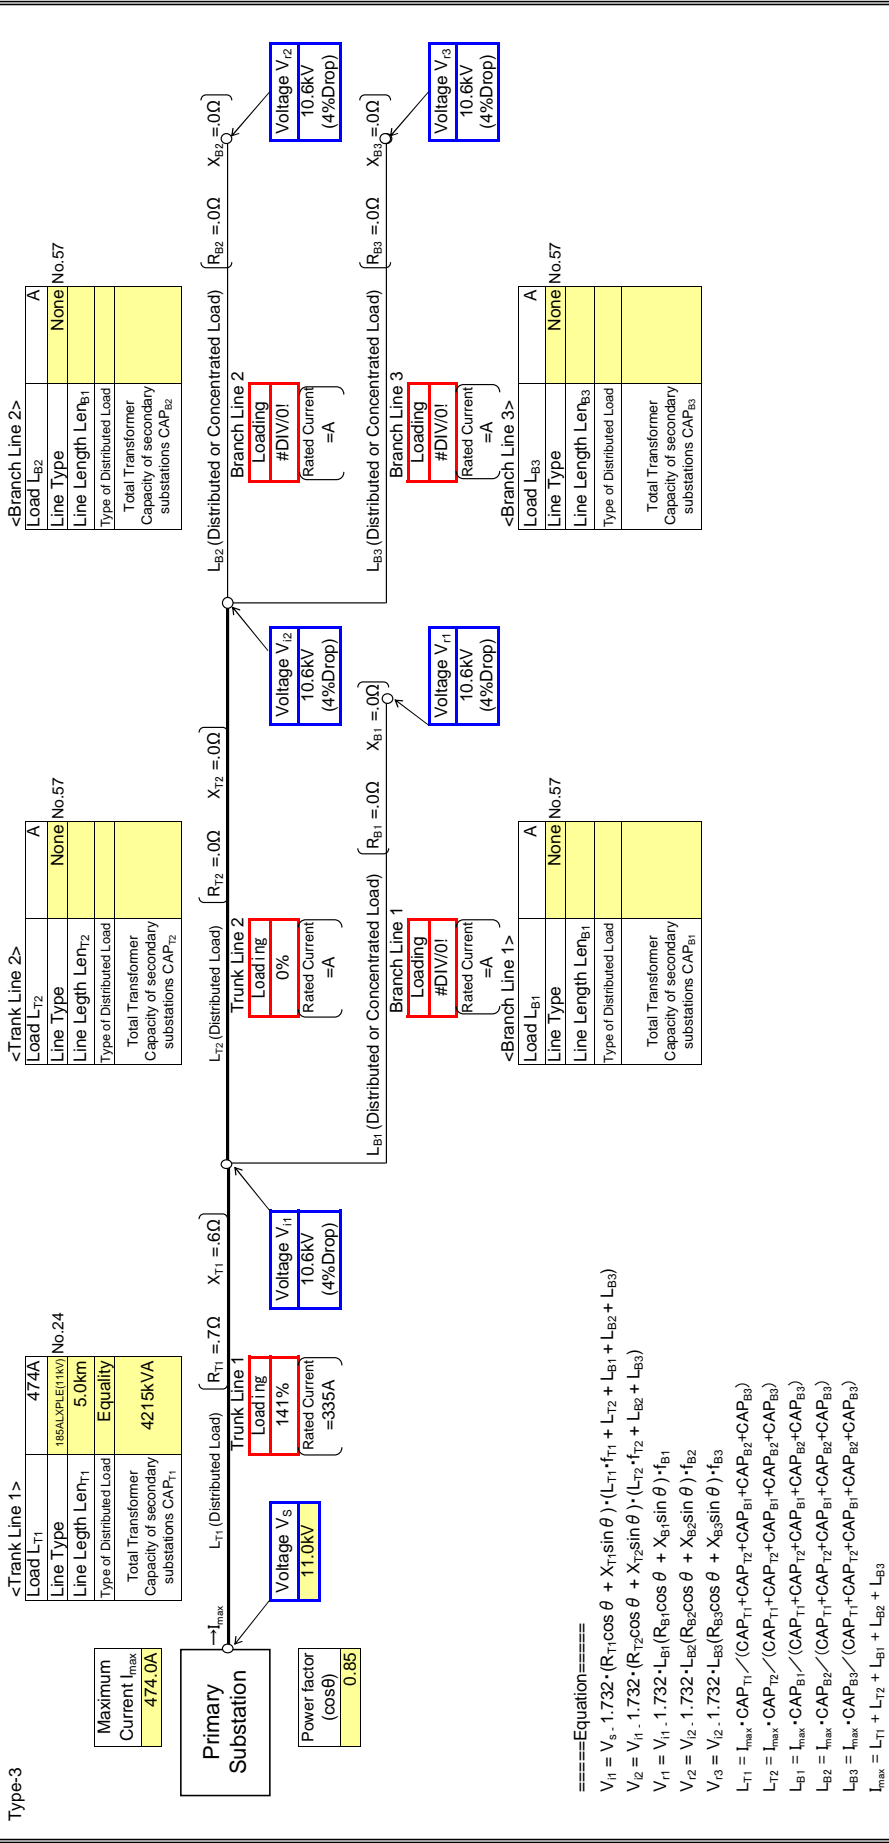 Type-3
Maximum
Current Imax
474.0A
Primary
Substation
Power factor
(cosθ)
0.85
→Imax
Voltage VS
11.0kV
<Trank Line 1>
Load LT1 474A
Line Type 185ALXPLE(11kV) No.24
Line Legth LenT1 5.0km
Type of Distributed Load Equality
Total Transformer
Capacity of secondary
substations CAPT1
4215kVA
LT1 (Distributed Load)
RT1 =.7Ω XT1 =.6Ω
Trunk Line 1
Loading
141%
Rated Current
=335A
Voltage Vi1
10.6kV
(4%Drop)
<Trank Line 2>
Load LT2 A
Line Type None No.57
Line Legth LenT2
Type of Distributed Load
Total Transformer
Capacity of secondary
substations CAPT2
LT2 (Distributed Load)
RT2 =.0Ω XT2 =.0Ω
Trunk Line 2
Loading
0%
Rated Current
=A
Voltage Vi2
10.6kV
(4%Drop)
LB1 (Distributed or Concentrated Load)
RB1 =.0Ω XB1 =.0Ω
Branch Line 1
Loading
#DIV/0!
Rated Current
=A
Voltage Vr1
10.6kV
(4%Drop)
<Branch Line 1>
Load LB1 A
Line Type None No.57
Line Length LenB1
Type of Distributed Load
Total Transformer
Capacity of secondary
substations CAPB1
<Branch Line 2>
Load LB2 A
Line Type None No.57
Line Length LenB1
Type of Distributed Load
Total Transformer
Capacity of secondary
substations CAPB2
LB2 (Distributed or Concentrated Load)
RB2 =.0Ω XB2 =.0Ω
Branch Line 2
Loading
#DIV/0!
Rated Current
=A
Voltage Vr2
10.6kV
(4%Drop)
LB3 (Distributed or Concentrated Load)
RB3 =.0Ω XB3 =.0Ω
Branch Line 3
Loading
#DIV/0!
Rated Current
=A
Voltage Vr3
10.6kV
(4%Drop)
<Branch Line 3>
Load LB3 A
Line Type None No.57
Line Length LenB3
Type of Distributed Load
Total Transformer
Capacity of secondary
substations CAPB3
=====Equation=====
Vi1 = Vs - 1.732・(RT1cosθ + XT1sinθ)・(LT1・fT1 + LT2 + LB1 + LB2 + LB3)
Vi2 = Vi1 - 1.732・(RT2cosθ + XT2sinθ)・(LT2・fT2 + LB2 + LB3)
Vr1 = Vi1 - 1.732・LB1(RB1cosθ + XB1sinθ)・fB1
Vr2 = Vi2 - 1.732・LB2(RB2cosθ + XB2sinθ)・fB2
Vr3 = Vi2 - 1.732・LB3(RB3cosθ + XB3sinθ)・fB3
LT1 = Imax・CAPT1／(CAPT1+CAPT2+CAPB1+CAPB2+CAPB3)
LT2 = Imax・CAPT2／(CAPT1+CAPT2+CAPB1+CAPB2+CAPB3)
LB1 = Imax・CAPB1／(CAPT1+CAPT2+CAPB1+CAPB2+CAPB3)
LB2 = Imax・CAPB2／(CAPT1+CAPT2+CAPB1+CAPB2+CAPB3)
LB3 = Imax・CAPB3／(CAPT1+CAPT2+CAPB1+CAPB2+CAPB3)
Imax = LT1 + LT2 + LB1 + LB2 + LB3